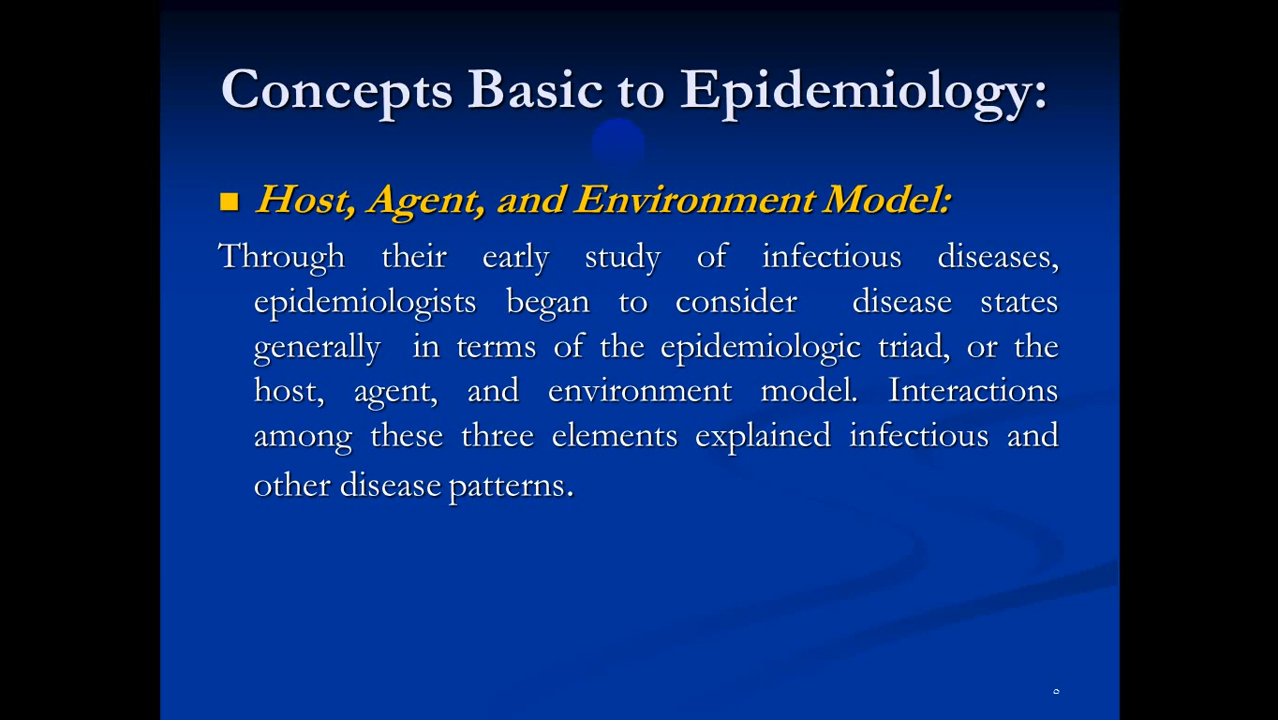 Concepts Basic to Epidemiology:
Host, Agent, and Environment Model:
Through their early study of infectious diseases,
epidemiologists began to consider disease states
generally in terms of the epidemiologic triad, or the
host, agent, and environment model. Interactions
among these three elements explained infectious and
other disease patterns.
٥